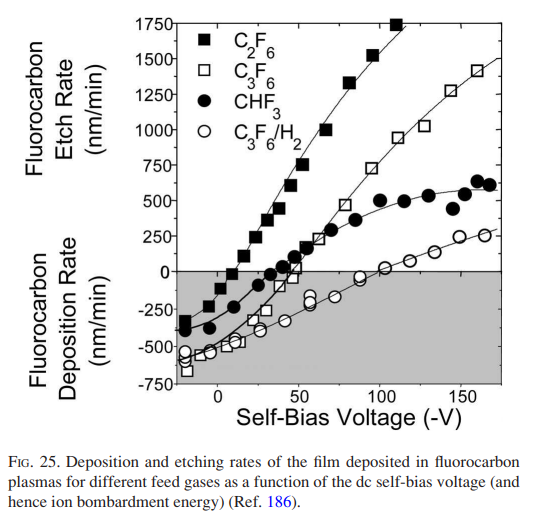 Fluorocarbon
Etch Rate
(nm/min)
Fluorocarbon
Deposition Rate
(nm/min)
1750
1500
1250
1000
750
500
250
0
-250
-500
-750
C2F6
C3F6
CHF3
C3F6/H2
0 50 100 150
Self-Bias Voltage (-V)
FIG. 25. Deposition and etching rates of the film deposited in fluorocarbon
plasmas for different feed gases as a function of the dc self-bias voltage (and
hence ion bombardment energy) (Ref. 186).